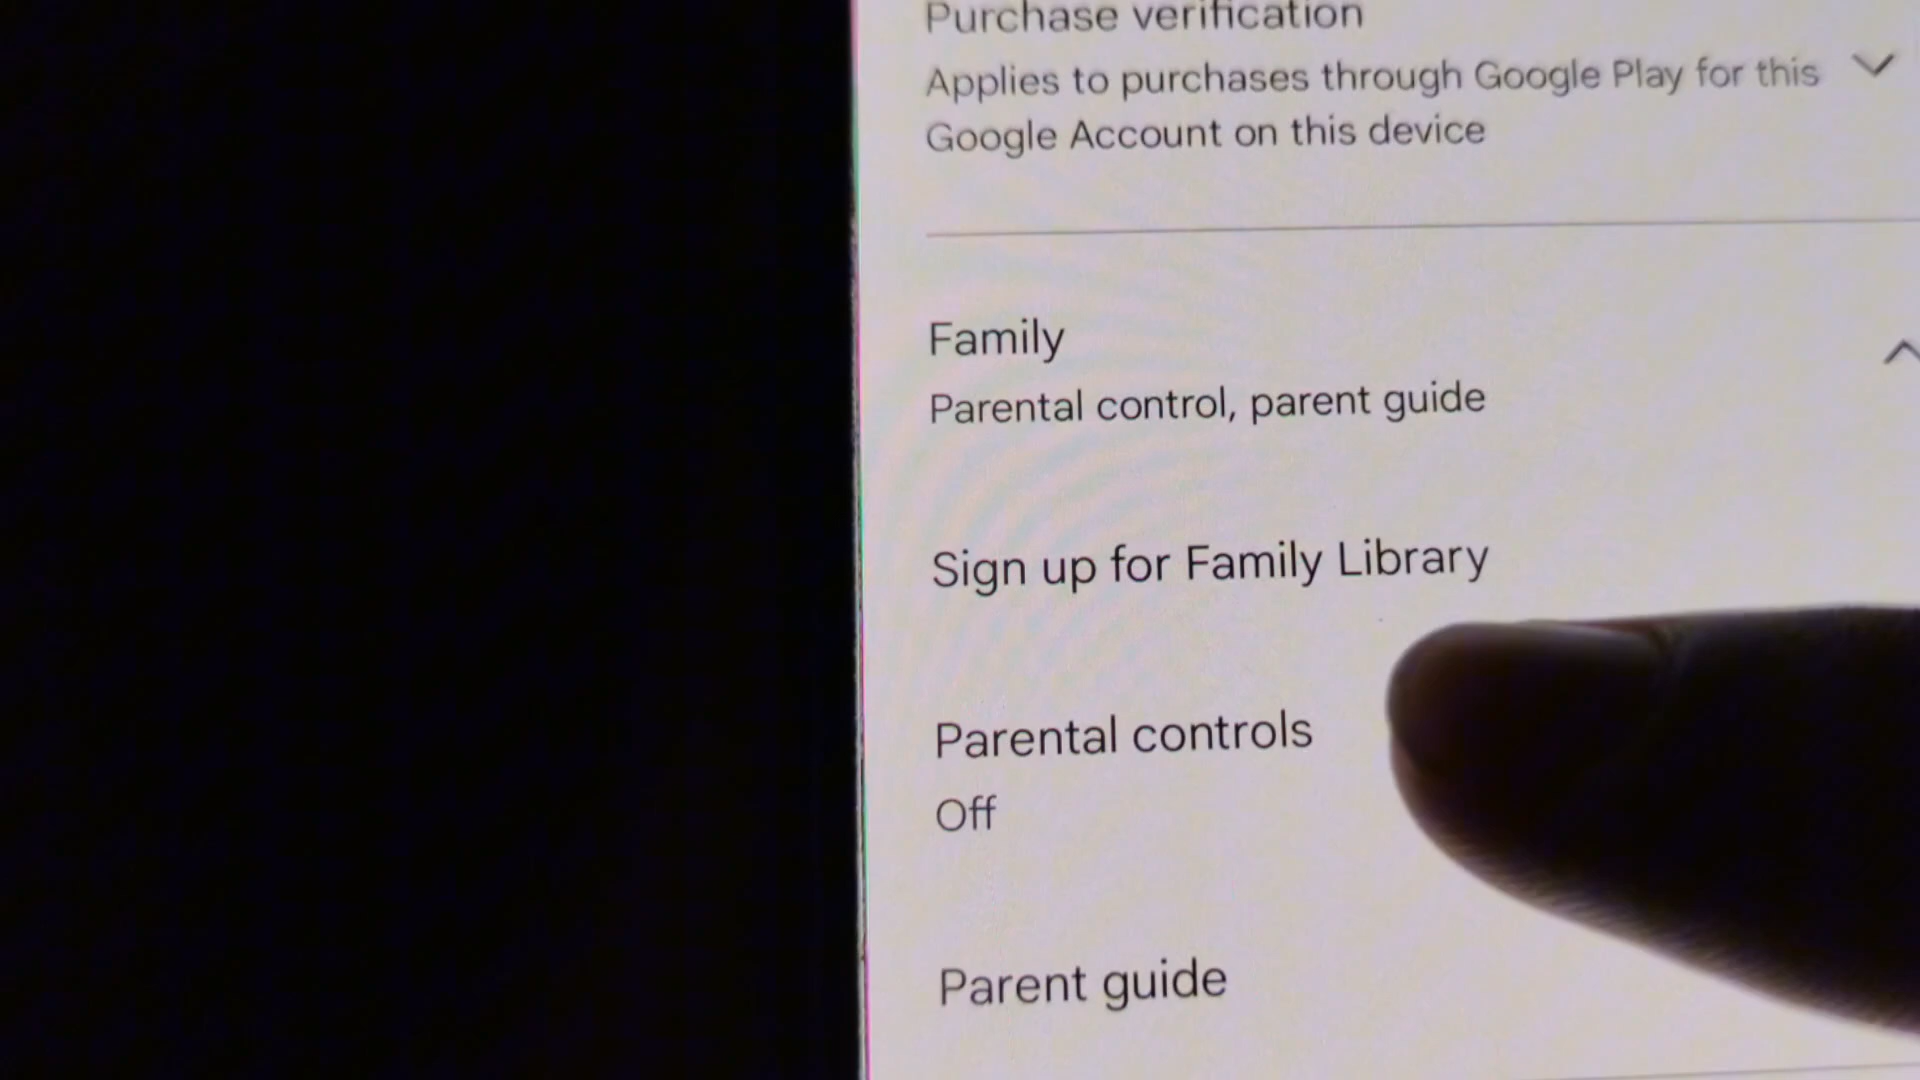 Purchase verification
Applies to purchases through Google Play for this
Google Account on this device
Family
Parental control, parent guide
Sign up for Family Library
Parental controls
Off
Parent guide